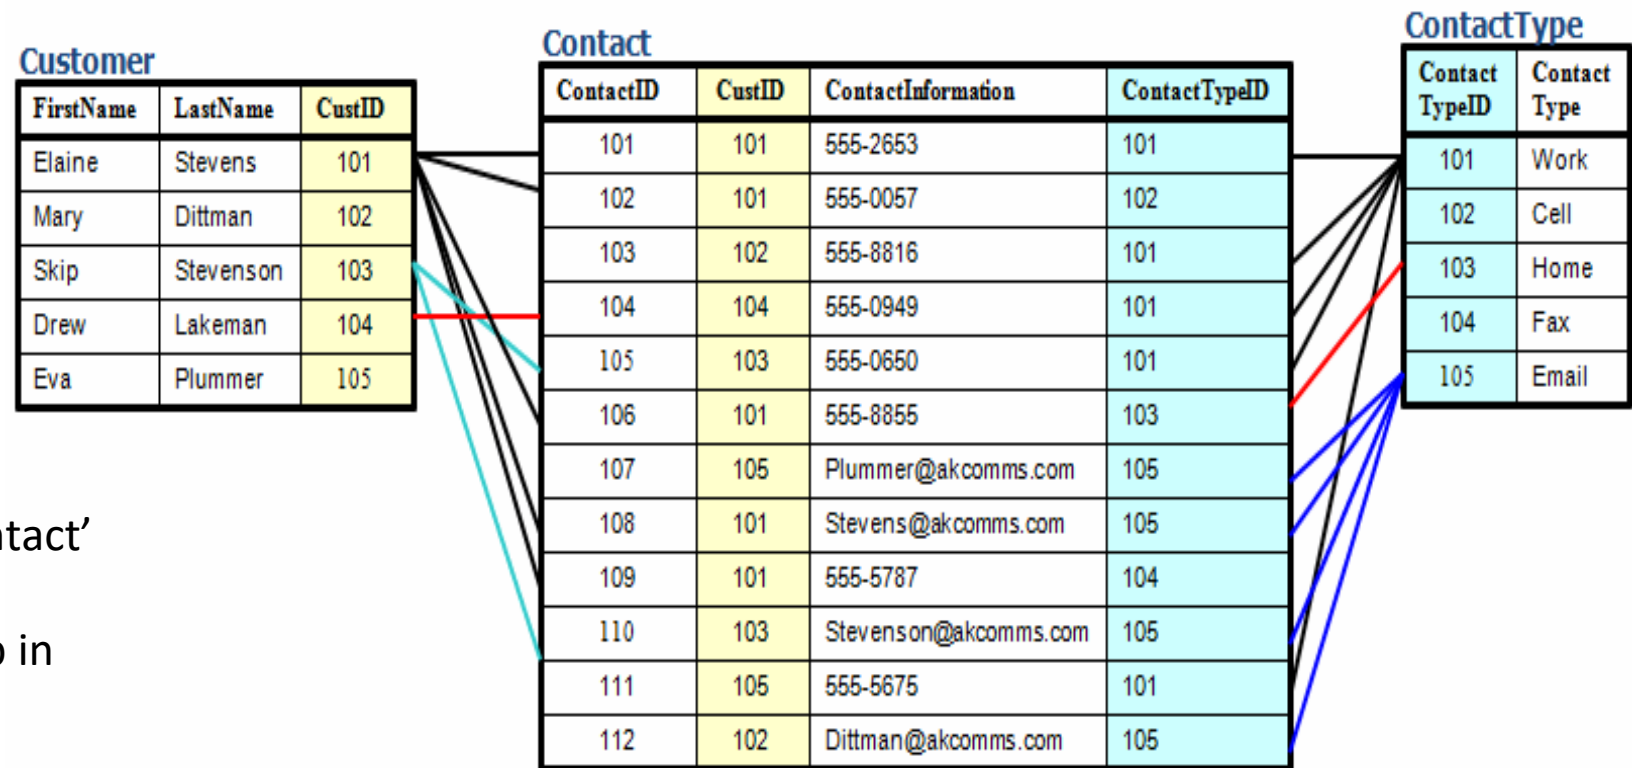 Customer
FirstName LastName CustID
Elaine Stevens 101
Mary Dittman 102
Skip Stevenson 103
Drew Lakeman 104
Eva Plummer 105
ntact’
in
Contact
ContactID CustID ContactInformation ContactTypeID
101 101 555-2653 101
102 101 555-0057 102
103 102 555-8816 101
104 104 555-0949 101
105 103 555-0650 101
106 101 555-8855 103
107 105 Plummer@akcomms.com 105
108 101 Stevens@akcomms.com 105
109 101 555-5787 104
110 103 Stevenson@akcomms.com 105
111 105 555-5675 101
112 102 Dittman@akcomms.com 105
ContactType
Contact Contact
TypeID Type
101 Work
102 Cell
103 Home
104 Fax
105 Email